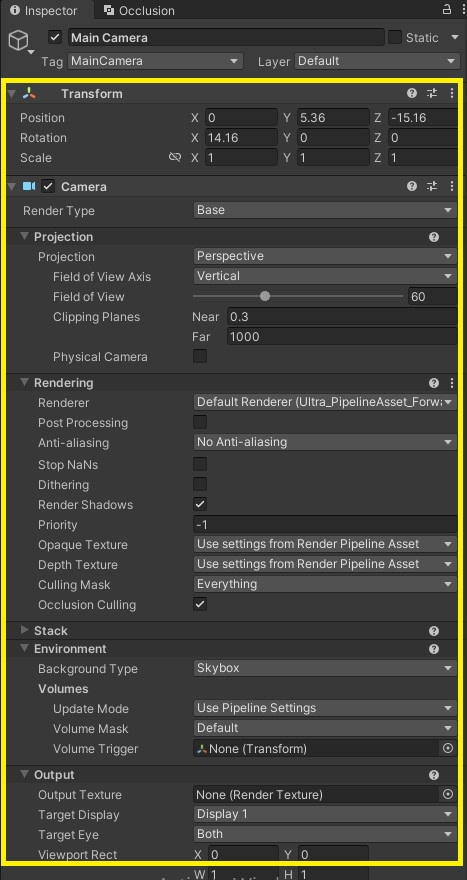 Inspector Occlusion
Main Camera Static
Tag MainCamera Layer Default
Transform
Position X 0 Y 5.36 Z -15.16
Rotation X 14.16 Y 0 Z 0
Scale X 1 Y 1 Z 1
Camera
Render Type Base
Projection
Projection Perspective
Field of View Axis Vertical
Field of View 60
Clipping Planes Near 0.3
Far 1000
Physical Camera
Rendering
Renderer Default Renderer (Ultra_PipelineAsset_Forwa
Post Processing
Anti-aliasing No Anti-aliasing
Stop NaNs
Dithering
Render Shadows
Priority -1
Opaque Texture Use settings from Render Pipeline Asset
Depth Texture Use settings from Render Pipeline Asset
Culling Mask Everything
Occlusion Culling
Stack
Environment
Background Type Skybox
Volumes
Update Mode Use Pipeline Settings
Volume Mask Default
Volume Trigger None (Transform)
Output
Output Texture None (Render Texture)
Target Display Display 1
Target Eye Both
Viewport Rect X 0 Y 0
W 1 H 1